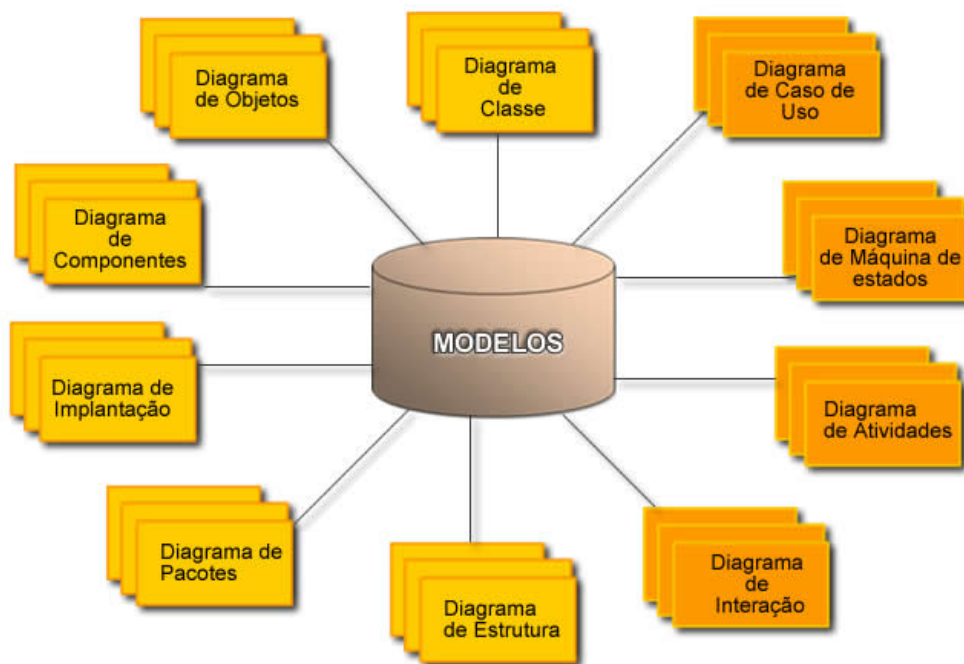 Diagrama
de Objetos
Diagrama
de
Classe
Diagrama
de Caso de
Uso
Diagrama
de
Componentes
Diagrama
de Máquina de
estados
MODELOS
Diagrama de
Implantação
Diagrama
de Atividades
Diagrama de
Pacotes
Diagrama
de Estrutura
Diagrama
de
Interação